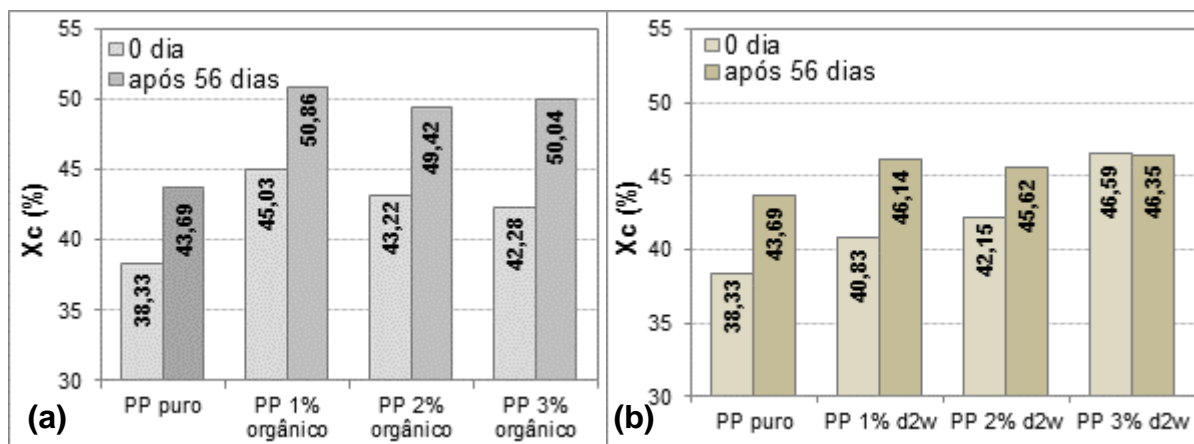 55
50
45
40
35
30
Xc (%)
0 dia
após 56 dias
38,33
43,69
45,03
50,86
43,22
49,42
42,28
50,04
PP puro
PP 1% orgânico
PP 2% orgânico
PP 3% orgânico
(a)
55
50
45
40
35
30
Xc (%)
0 dia
após 56 dias
38,33
43,69
40,83
46,14
42,15
45,62
46,59
46,35
PP puro
PP 1% d2w
PP 2% d2w
PP 3% d2w
(b)